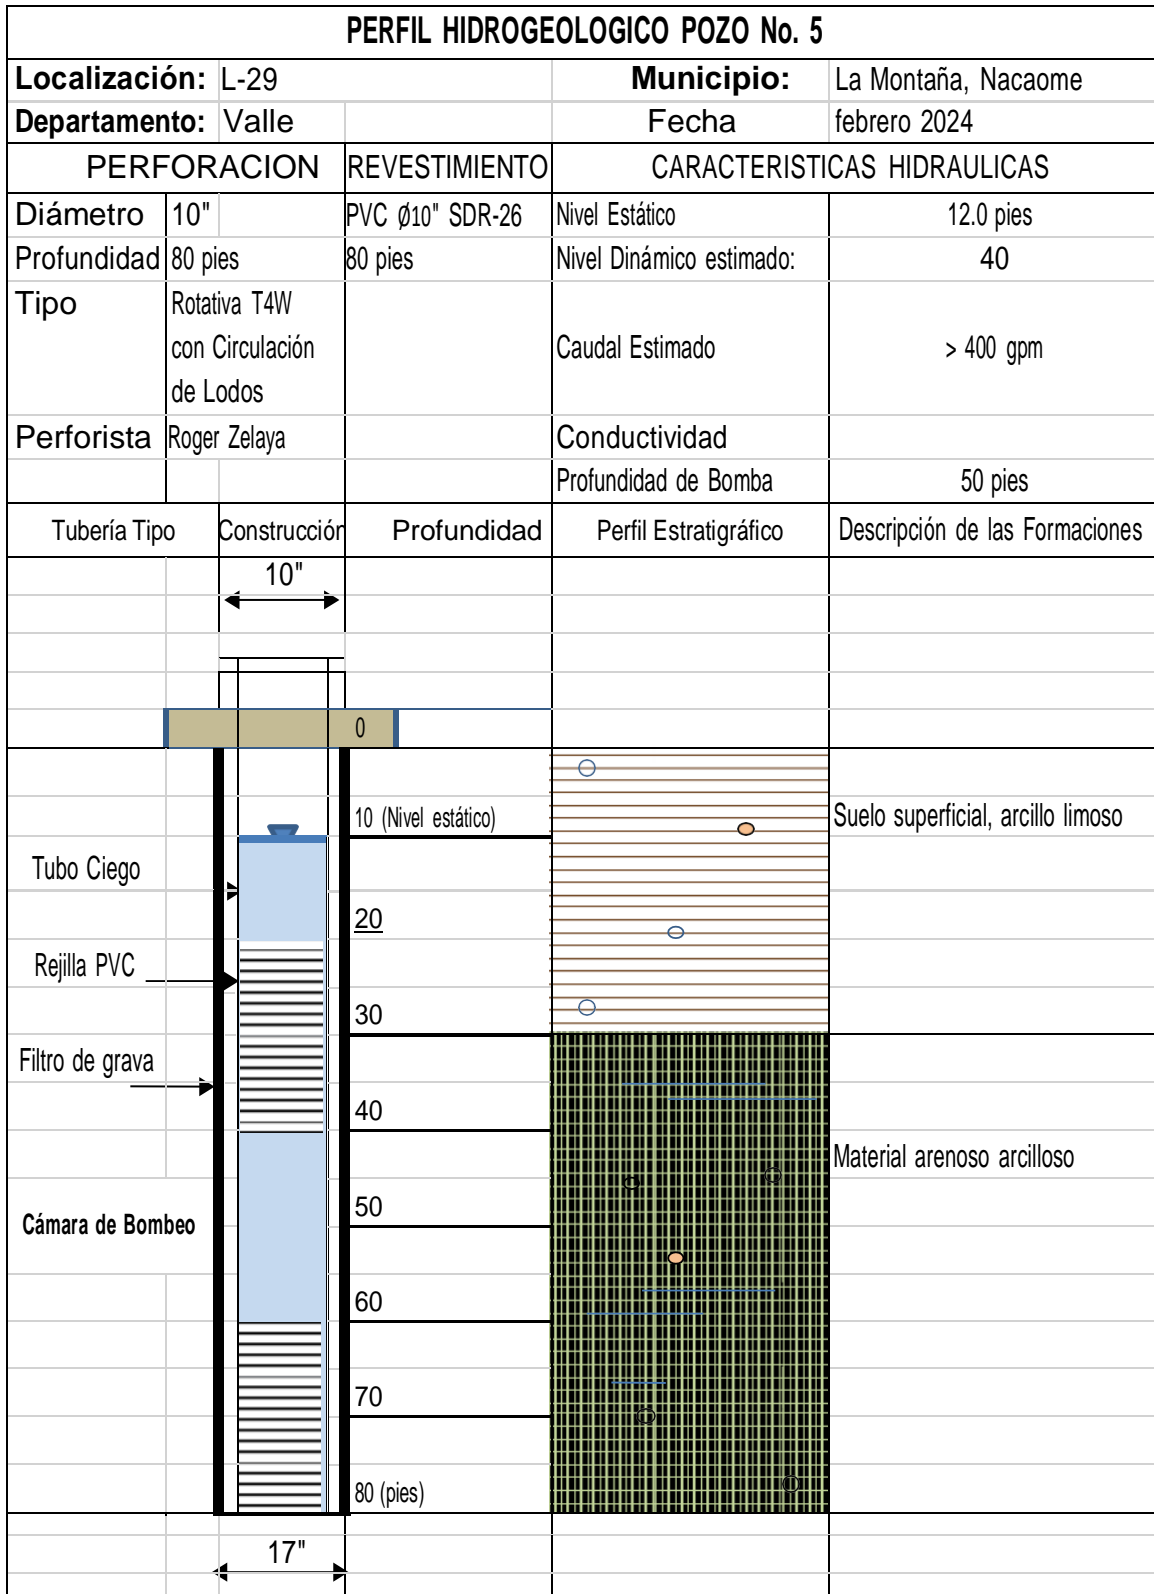 PERFIL HIDROGEOLOGICO POZO No. 5
Localización: L-29 Municipio: La Montaña, Nacaome
Departamento: Valle Fecha febrero 2024
PERFORACION REVESTIMIENTO CARACTERISTICAS HIDRAULICAS
Diámetro 10" PVC Ø10" SDR-26 Nivel Estático 12.0 pies
Profundidad 80 pies 80 pies Nivel Dinámico estimado: 40
Tipo Rotativa T4W
con Circulación Caudal Estimado > 400 gpm
de Lodos
Perforista Roger Zelaya Conductividad
Profundidad de Bomba 50 pies
Tubería Tipo Construcción Profundidad Perfil Estratigráfico Descripción de las Formaciones
10"
0
10 (Nivel estático) Suelo superficial, arcillo limoso
Tubo Ciego
20
Rejilla PVC
30
Filtro de grava
40
Material arenoso arcilloso
50
Cámara de Bombeo
60
70
80 (pies)
17"